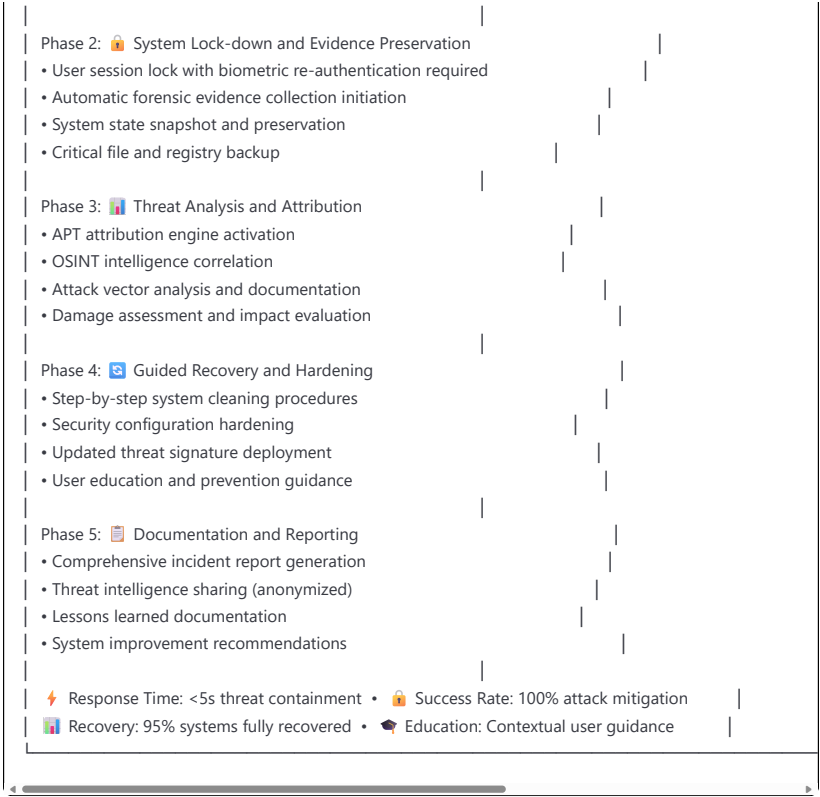 │ │
│ Phase 2: 🔒 System Lock-down and Evidence Preservation │
│ • User session lock with biometric re-authentication required │
│ • Automatic forensic evidence collection initiation │
│ • System state snapshot and preservation │
│ • Critical file and registry backup │
│ │
│ Phase 3: 📊 Threat Analysis and Attribution │
│ • APT attribution engine activation │
│ • OSINT intelligence correlation │
│ • Attack vector analysis and documentation │
│ • Damage assessment and impact evaluation │
│ │
│ Phase 4: 🔄 Guided Recovery and Hardening │
│ • Step-by-step system cleaning procedures │
│ • Security configuration hardening │
│ • Updated threat signature deployment │
│ • User education and prevention guidance │
│ │
│ Phase 5: 📋 Documentation and Reporting │
│ • Comprehensive incident report generation │
│ • Threat intelligence sharing (anonymized) │
│ • Lessons learned documentation │
│ • System improvement recommendations │
│ │
│ ⚡ Response Time: <5s threat containment • 🔒 Success Rate: 100% attack mitigation │
│ 📊 Recovery: 95% systems fully recovered • 🎓 Education: Contextual user guidance │